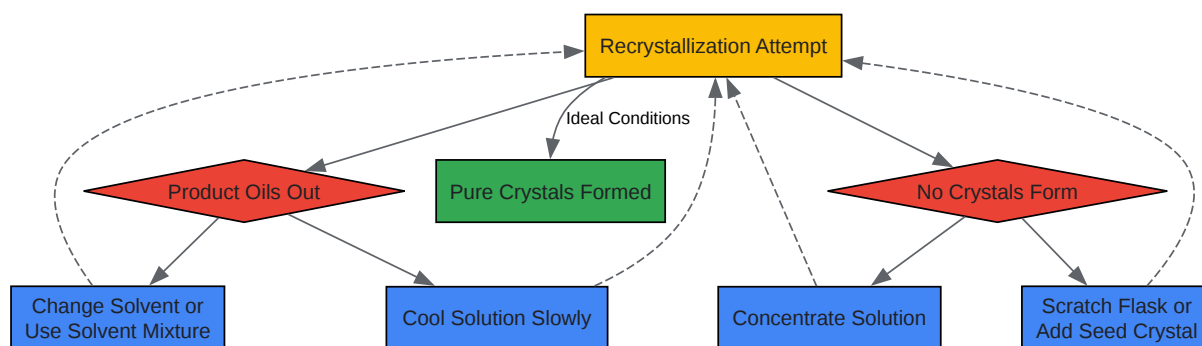 Recrystallization Attempt
Ideal Conditions
Product Oils Out
Pure Crystals Formed
No Crystals Form
Change Solvent or
Use Solvent Mixture
Cool Solution Slowly
Concentrate Solution
Scratch Flask or
Add Seed Crystal